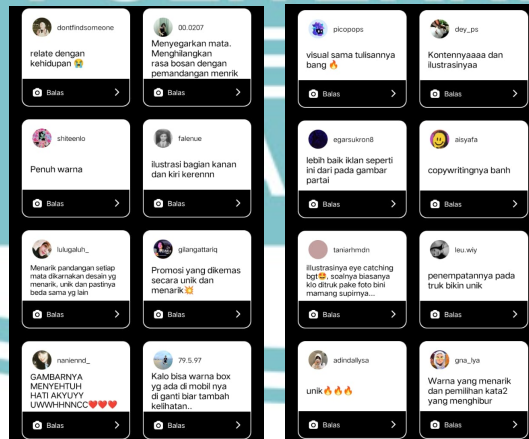 dontfindsomeone
relate dengan
kehidupan 😭
Balas
00.0207
Menyegarkan mata.
Menghilangkan
rasa bosan dengan
pemandangan menrik
Balas
shiteenlo
Penuh warna
Balas
falenue
ilustrasi bagian kanan
dan kiri kerennn
Balas
lulugaluh_
Menarik pandangan setiap
mata dikarnakan desain yg
menarik, unik dan pastinya
beda sama yg lain
Balas
gilangattariq
Promosi yang dikemas
secara unik dan
menarik💥
Balas
naniennd_
GAMBARNYA
MENYEHTUH
HATI AKYUYY
UWWHHNNCC❤❤❤
Balas
79.5.97
Kalo bisa warna box
yg ada di mobil nya
di ganti biar tambah
kelihatan..
Balas
picopops
visual sama tulisannya
bang 🔥
Balas
dey_ps
Kontennyaaaa dan
ilustrasinyaa
Balas
egarsukron8
lebih baik iklan seperti
ini dari pada gambar
partai
Balas
aisyafa
copywritingnya banh
Balas
taniarhmdn
illustrasinya eye catching
bgt🤩, soalnya biasanya
klo ditruk pake foto bini
mamang supirnya...
Balas
leu.wiy
penempatannya pada
truk bikin unik
Balas
adindallysa
unik🔥🔥🔥
Balas
gna_lya
Warna yang menarik
dan pemilihan kata2
yang menghibur
Balas